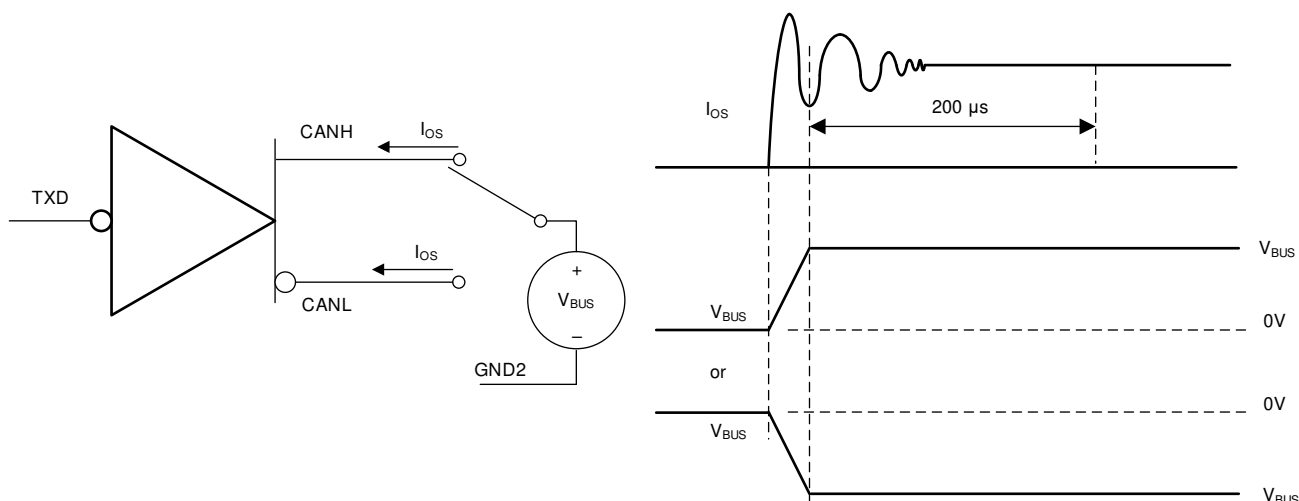 TXD
CANH
I_OS
I_OS
CANL
+
V_BUS
–
GND2
I_OS
200 µs
V_BUS
V_BUS
0V
or
0V
V_BUS
V_BUS